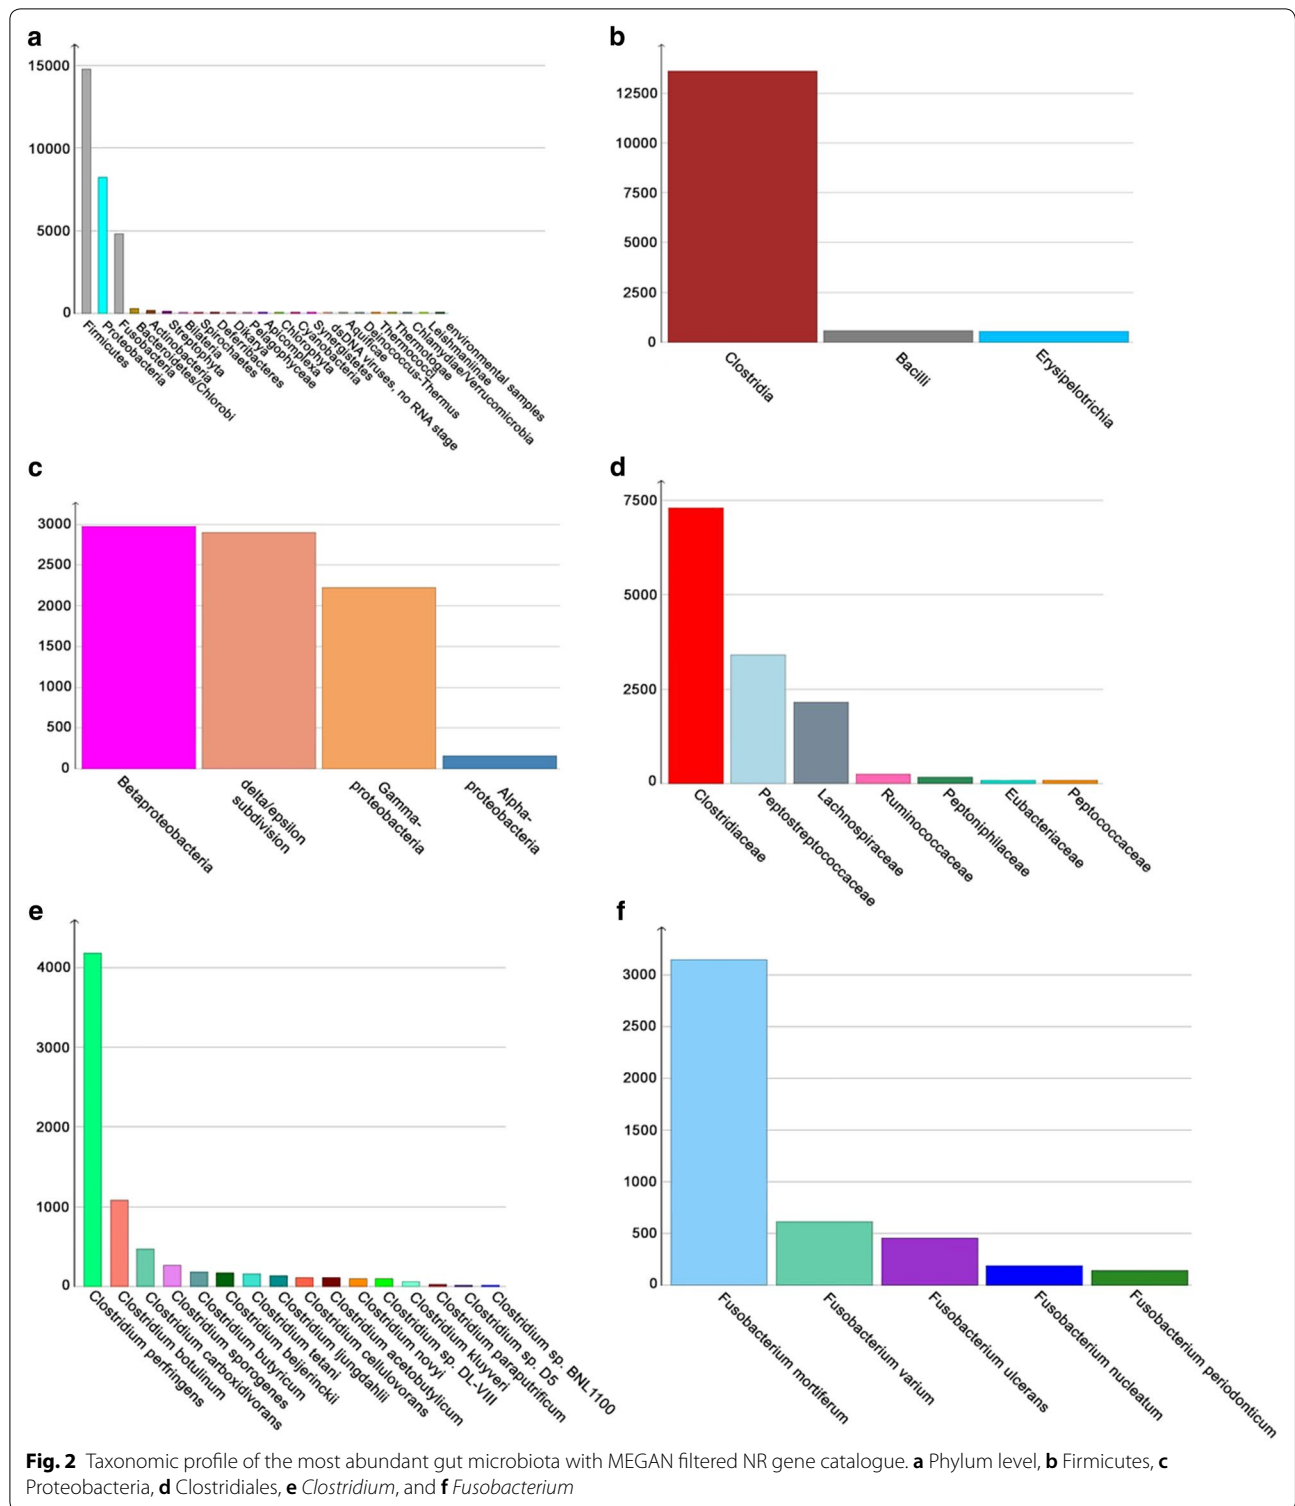 a
15000
10000
5000
0
Firmicutes
Proteobacteria
Fusobacteria
Bacteroidetes/Chlorobi
Actinobacteria
Streptophyta
Bilateria
Spirochaetes
Deferribacteres
Dikarya
Pelagophyceae
Apicomplexa
Chlorophyta
Cyanobacteria
Synergistetes
dsDNA viruses, no RNA stage
Aquificae
Deinococcus-Thermus
Thermococci
Thermotogae
Chlamydiae/Verrucomicrobia
Leishmaniinae
environmental samples
b
12500
10000
7500
5000
2500
0
Clostridia
Bacilli
Erysipelotrichia
c
3000
2500
2000
1500
1000
500
0
Betaproteobacteria
delta/epsilon
subdivision
Gamma-
proteobacteria
Alpha-
proteobacteria
d
7500
5000
2500
0
Clostridiaceae
Peptostreptococcaceae
Lachnospiraceae
Ruminococcaceae
Peptoniphilaceae
Eubacteriaceae
Peptococcaceae
e
4000
3000
2000
1000
0
Clostridium perfringens
Clostridium botulinum
Clostridium carboxidivorans
Clostridium sporogenes
Clostridium butyricum
Clostridium beijerinckii
Clostridium tetani
Clostridium ljungdahlii
Clostridium cellulovorans
Clostridium acetobutylicum
Clostridium novyi
Clostridium sp. DL-VIII
Clostridium kluyveri
Clostridium paraputrificum
Clostridium sp. D5
Clostridium sp. BNL1100
f
3000
2500
2000
1500
1000
500
0
Fusobacterium mortiferum
Fusobacterium varium
Fusobacterium ulcerans
Fusobacterium nucleatum
Fusobacterium periodonticum
Fig. 2 Taxonomic profile of the most abundant gut microbiota with MEGAN filtered NR gene catalogue. a Phylum level, b Firmicutes, c
Proteobacteria, d Clostridiales, e Clostridium, and f Fusobacterium